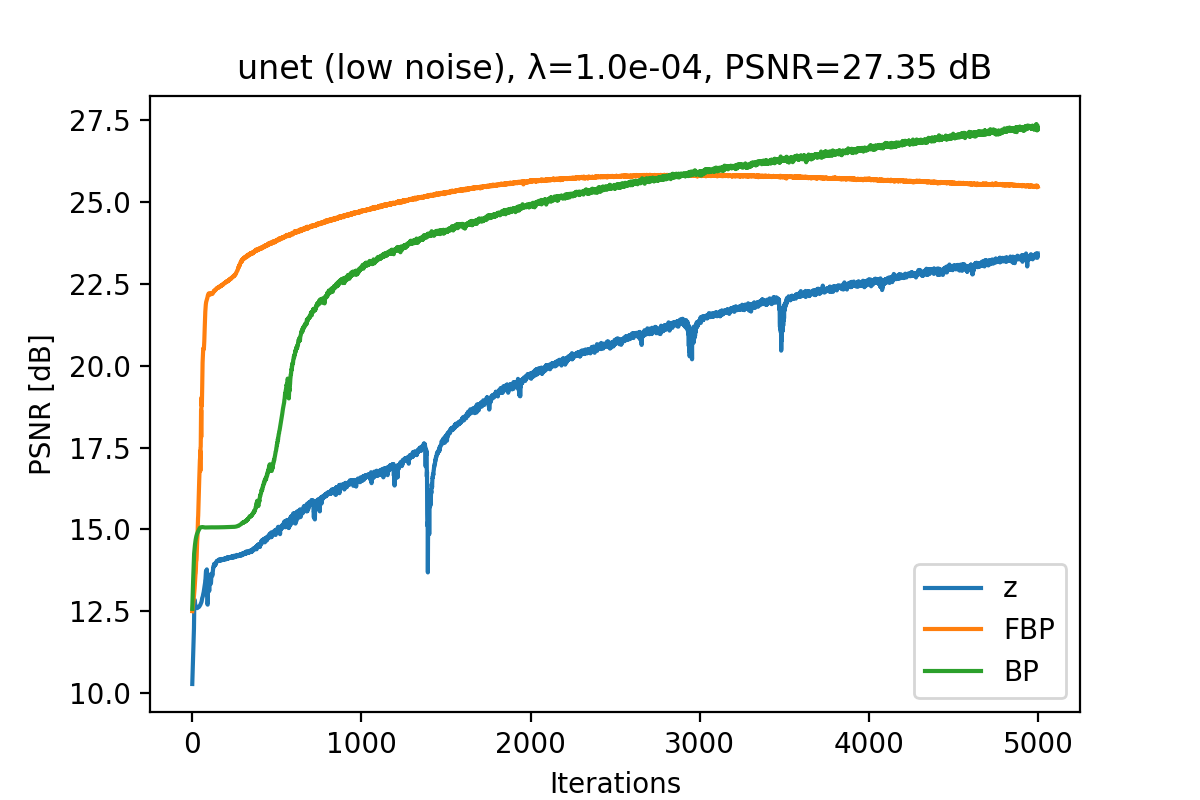 unet (low noise), λ=1.0e-04, PSNR=27.35 dB
27.5
25.0
22.5
20.0
17.5
15.0
12.5
10.0
PSNR [dB]
z
FBP
BP
0 1000 2000 3000 4000 5000
Iterations